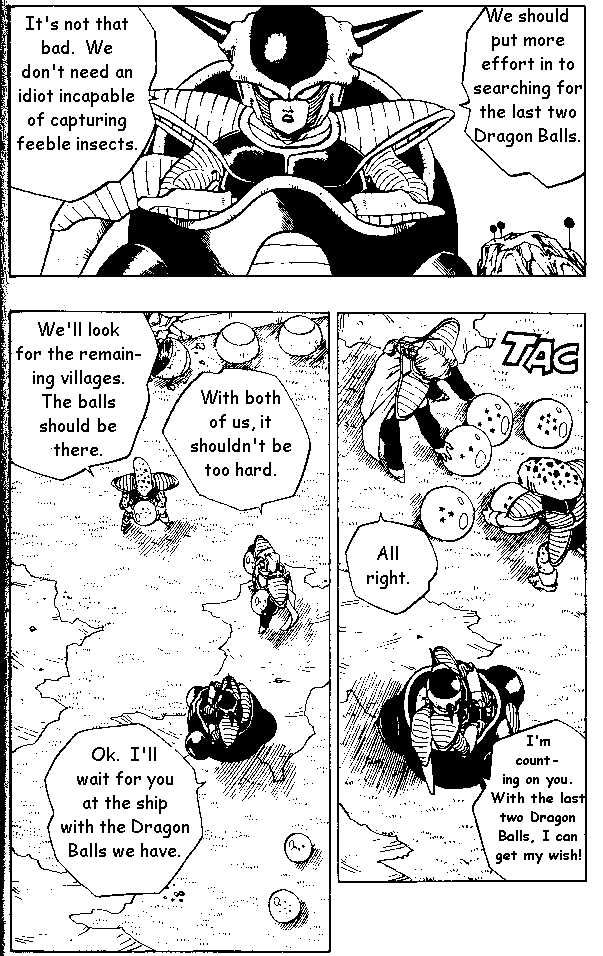 It's not that
bad. We
don't need an
idiot incapable
of capturing
feeble insects.
We should
put more
effort in to
searching for
the last two
Dragon Balls.
We'll look
for the remain-
ing villages.
The balls
should be
there.
With both
of us, it
shouldn't be
too hard.
Ok. I'll
wait for you
at the ship
with the Dragon
Balls we have.
TAC
All
right.
I'm
count-
ing on you.
With the last
two Dragon
Balls, I can
get my wish!